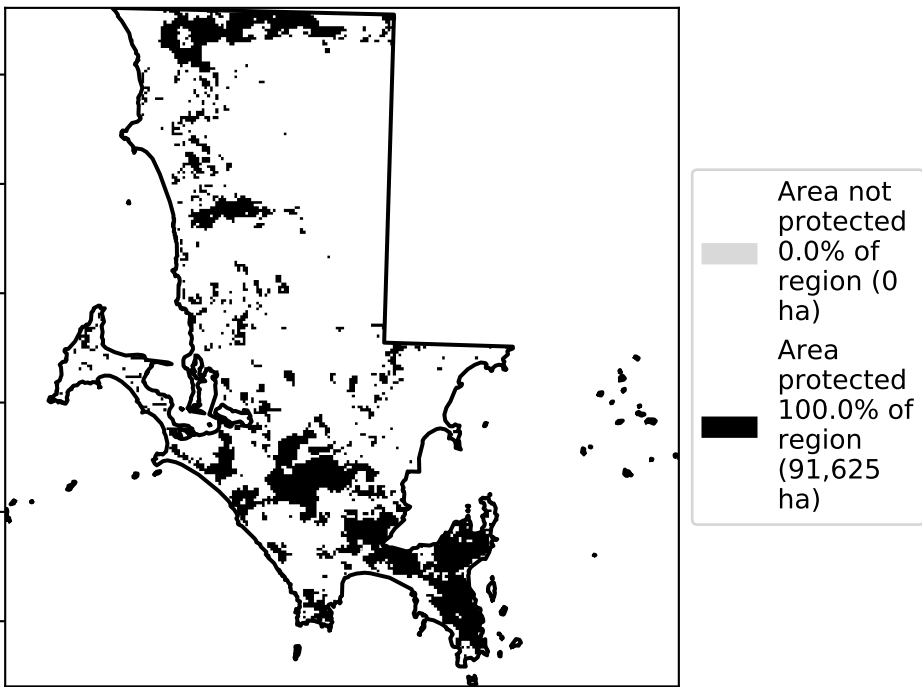 Area not
protected
0.0% of
region (0
ha)
Area
protected
100.0% of
region
(91,625
ha)